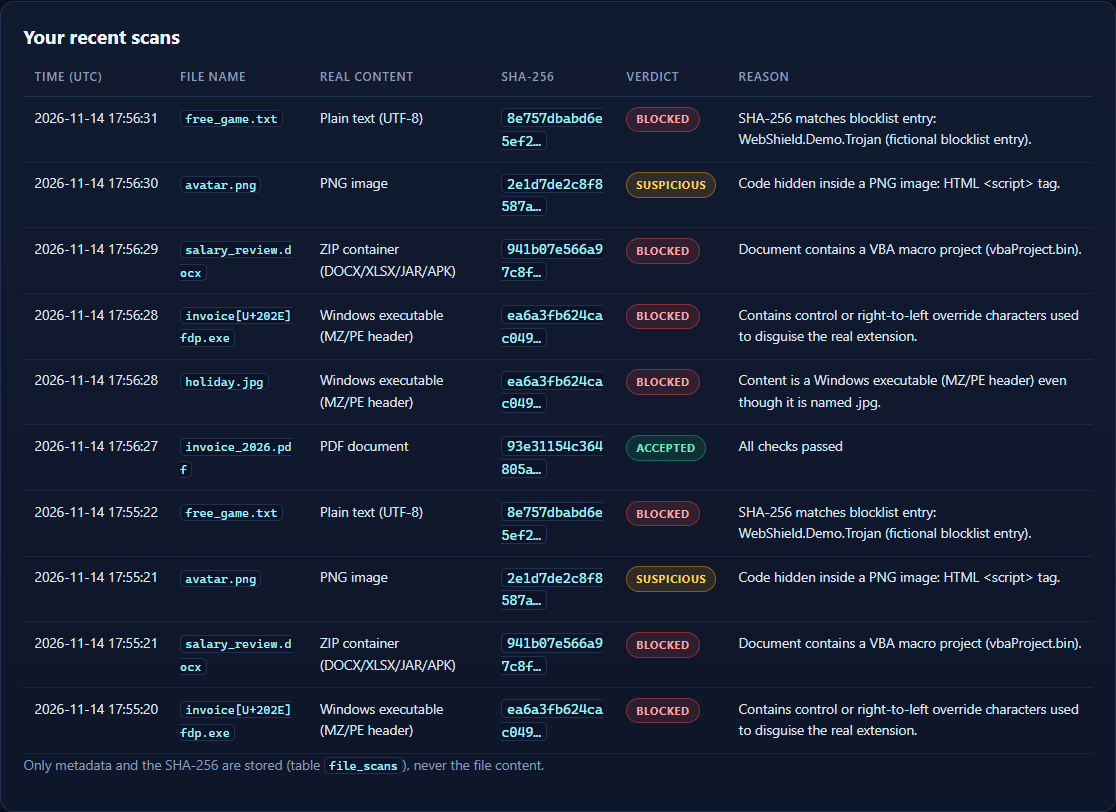 Your recent scans
TIME (UTC) FILE NAME REAL CONTENT SHA-256 VERDICT REASON
2026-11-14 17:56:31 free_game.txt Plain text (UTF-8) 8e757dbabd6e BLOCKED SHA-256 matches blocklist entry:
5ef2… WebShield.Demo.Trojan (fictional blocklist entry).
2026-11-14 17:56:30 avatar.png PNG image 2e1d7de2c8f8 SUSPICIOUS Code hidden inside a PNG image: HTML <script> tag.
587a…
2026-11-14 17:56:29 salary_review.d ZIP container 941b07e566a9 BLOCKED Document contains a VBA macro project (vbaProject.bin).
ocx (DOCX/XLSX/JAR/APK) 7c8f…
2026-11-14 17:56:28 invoice[U+202E] Windows executable ea6a3fb624ca BLOCKED Contains control or right-to-left override characters used
fdp.exe (MZ/PE header) c049… to disguise the real extension.
2026-11-14 17:56:28 holiday.jpg Windows executable ea6a3fb624ca BLOCKED Content is a Windows executable (MZ/PE header) even
(MZ/PE header) c049… though it is named .jpg.
2026-11-14 17:56:27 invoice_2026.pd PDF document 93e31154c364 ACCEPTED All checks passed
f 805a…
2026-11-14 17:55:22 free_game.txt Plain text (UTF-8) 8e757dbabd6e BLOCKED SHA-256 matches blocklist entry:
5ef2… WebShield.Demo.Trojan (fictional blocklist entry).
2026-11-14 17:55:21 avatar.png PNG image 2e1d7de2c8f8 SUSPICIOUS Code hidden inside a PNG image: HTML <script> tag.
587a…
2026-11-14 17:55:21 salary_review.d ZIP container 941b07e566a9 BLOCKED Document contains a VBA macro project (vbaProject.bin).
ocx (DOCX/XLSX/JAR/APK) 7c8f…
2026-11-14 17:55:20 invoice[U+202E] Windows executable ea6a3fb624ca BLOCKED Contains control or right-to-left override characters used
fdp.exe (MZ/PE header) c049… to disguise the real extension.
Only metadata and the SHA-256 are stored (table file_scans), never the file content.